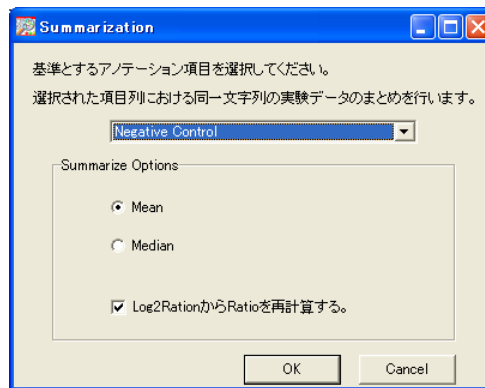 Summarization
基準とするアノテーション項目を選択してください。
選択された項目列における同一文字列の実験データのまとめを行います。
Negative Control
Summarize Options
Mean
Median
Log2RationからRatioを再計算する。
OK
Cancel